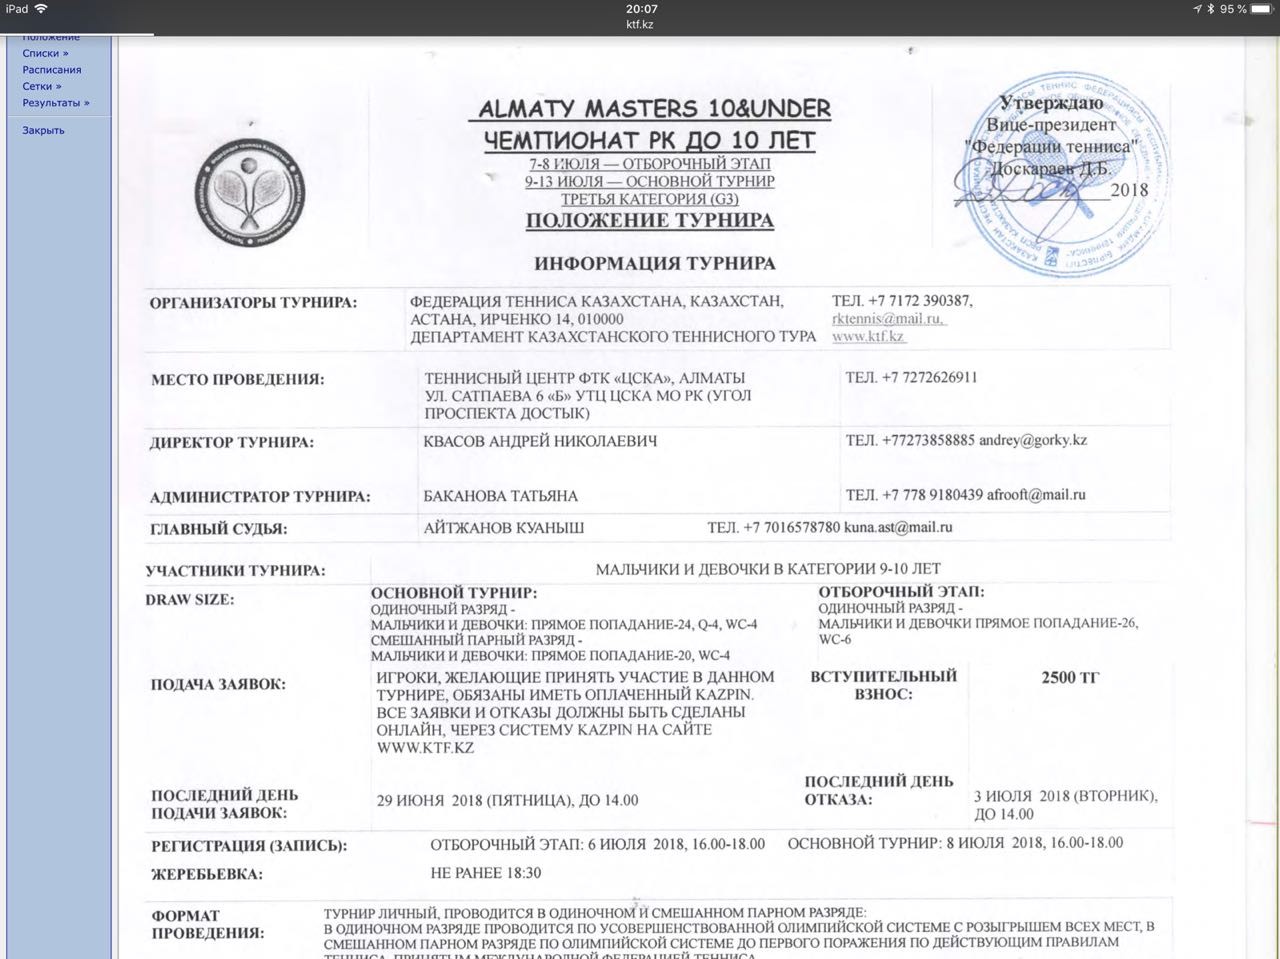 iPad
20:07
95 %
ktf.kz
Положение
Списки »
Расписания
Сетки »
Результаты »
Закрыть
ALMATY MASTERS 10&UNDER
ЧЕМПИОНАТ РК ДО 10 ЛЕТ
7-8 ИЮЛЯ — ОТБОРОЧНЫЙ ЭТАП
9-13 ИЮЛЯ — ОСНОВНОЙ ТУРНИР
ТРЕТЬЯ КАТЕГОРИЯ (G3)
ПОЛОЖЕНИЕ ТУРНИРА
Утверждаю
Вице-президент
"Федерации тенниса"
Доскараев Д.Б.
2018
ИНФОРМАЦИЯ ТУРНИРА
ОРГАНИЗАТОРЫ ТУРНИРА:
ФЕДЕРАЦИЯ ТЕННИСА КАЗАХСТАНА, КАЗАХСТАН,
АСТАНА, ИРЧЕНКО 14, 010000
ДЕПАРТАМЕНТ КАЗАХСТАНСКОГО ТЕННИСНОГО ТУРА
ТЕЛ. +7 7172 390387,
rktennis@mail.ru,
www.ktf.kz
МЕСТО ПРОВЕДЕНИЯ:
ТЕННИСНЫЙ ЦЕНТР ФТК «ЦСКА», АЛМАТЫ
УЛ. САТПАЕВА 6 «Б» УТЦ ЦСКА МО РК (УГОЛ
ПРОСПЕКТА ДОСТЫК)
ТЕЛ. +7 7272626911
ДИРЕКТОР ТУРНИРА:
КВАСОВ АНДРЕЙ НИКОЛАЕВИЧ
ТЕЛ. +77273858885 andrey@gorky.kz
АДМИНИСТРАТОР ТУРНИРА:
БАКАНОВА ТАТЬЯНА
ТЕЛ. +7 778 9180439 afrooft@mail.ru
ГЛАВНЫЙ СУДЬЯ:
АЙТЖАНОВ КУАНЫШ
ТЕЛ. +7 7016578780 kuna.ast@mail.ru
УЧАСТНИКИ ТУРНИРА:
МАЛЬЧИКИ И ДЕВОЧКИ В КАТЕГОРИИ 9-10 ЛЕТ
DRAW SIZE:
ОСНОВНОЙ ТУРНИР:
ОДИНОЧНЫЙ РАЗРЯД -
МАЛЬЧИКИ И ДЕВОЧКИ: ПРЯМОЕ ПОПАДАНИЕ-24, Q-4, WC-4
СМЕШАННЫЙ ПАРНЫЙ РАЗРЯД -
МАЛЬЧИКИ И ДЕВОЧКИ: ПРЯМОЕ ПОПАДАНИЕ-20, WC-4
ОТБОРОЧНЫЙ ЭТАП:
ОДИНОЧНЫЙ РАЗРЯД -
МАЛЬЧИКИ И ДЕВОЧКИ ПРЯМОЕ ПОПАДАНИЕ-26,
WC-6
ПОДАЧА ЗАЯВОК:
ИГРОКИ, ЖЕЛАЮЩИЕ ПРИНЯТЬ УЧАСТИЕ В ДАННОМ
ТУРНИРЕ, ОБЯЗАНЫ ИМЕТЬ ОПЛАЧЕННЫЙ KAZPIN.
ВСЕ ЗАЯВКИ И ОТКАЗЫ ДОЛЖНЫ БЫТЬ СДЕЛАНЫ
ОНЛАЙН, ЧЕРЕЗ СИСТЕМУ KAZPIN НА САЙТЕ
WWW.KTF.KZ
ВСТУПИТЕЛЬНЫЙ
ВЗНОС:
2500 ТГ
ПОСЛЕДНИЙ ДЕНЬ
ПОДАЧИ ЗАЯВОК:
29 ИЮНЯ 2018 (ПЯТНИЦА), ДО 14.00
ПОСЛЕДНИЙ ДЕНЬ
ОТКАЗА:
3 ИЮЛЯ 2018 (ВТОРНИК),
ДО 14.00
РЕГИСТРАЦИЯ (ЗАПИСЬ):
ОТБОРОЧНЫЙ ЭТАП: 6 ИЮЛЯ 2018, 16.00-18.00
ОСНОВНОЙ ТУРНИР: 8 ИЮЛЯ 2018, 16.00-18.00
ЖЕРЕБЬЕВКА:
НЕ РАНЕЕ 18:30
ФОРМАТ
ПРОВЕДЕНИЯ:
ТУРНИР ЛИЧНЫЙ, ПРОВОДИТСЯ В ОДИНОЧНОМ И СМЕШАННОМ ПАРНОМ РАЗРЯДЕ:
В ОДИНОЧНОМ РАЗРЯДЕ ПРОВОДИТСЯ ПО УСОВЕРШЕНСТВОВАННОЙ ОЛИМПИЙСКОЙ СИСТЕМЕ С РОЗЫГРЫШЕМ ВСЕХ МЕСТ, В
СМЕШАННОМ ПАРНОМ РАЗРЯДЕ ПО ОЛИМПИЙСКОЙ СИСТЕМЕ ДО ПЕРВОГО ПОРАЖЕНИЯ ПО ДЕЙСТВУЮЩИМ ПРАВИЛАМ
ТЕННИСА, ПРИНЯТЫМ МЕЖДУНАРОДНОЙ ФЕДЕРАЦИЕЙ ТЕННИСА